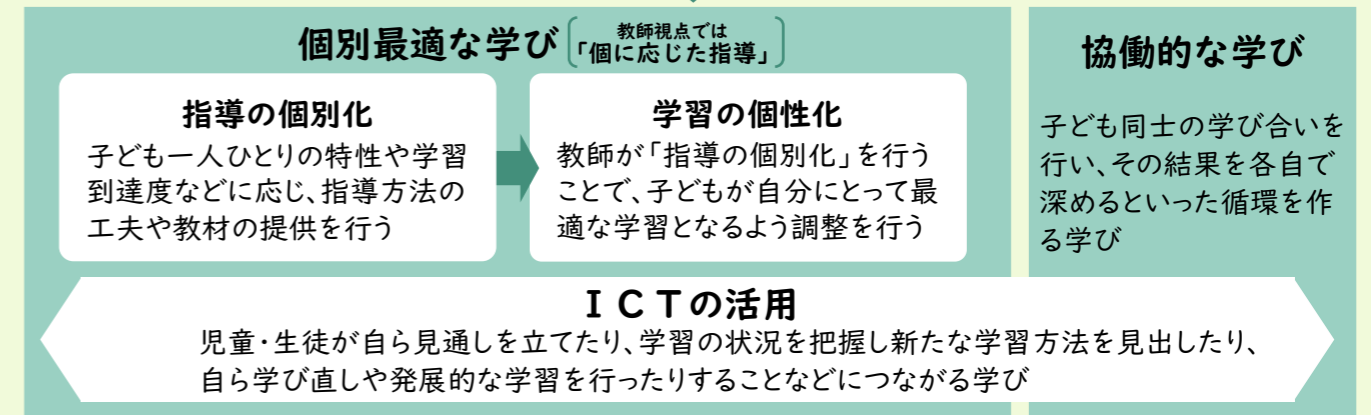 個別最適な学び
教師視点では
「個に応じた指導」
指導の個別化
子ども一人ひとりの特性や学習
到達度などに応じ、指導方法の
工夫や教材の提供を行う
学習の個性化
教師が「指導の個別化」を行う
ことで、子どもが自分にとって最
適な学習となるよう調整を行う
協働的な学び
子ども同士の学び合いを
行い、その結果を各自で
深めるといった循環を作
る学び
ＩＣＴの活用
児童・生徒が自ら見通しを立てたり、学習の状況を把握し新たな学習方法を見出したり、
自ら学び直しや発展的な学習を行ったりすることなどにつながる学び